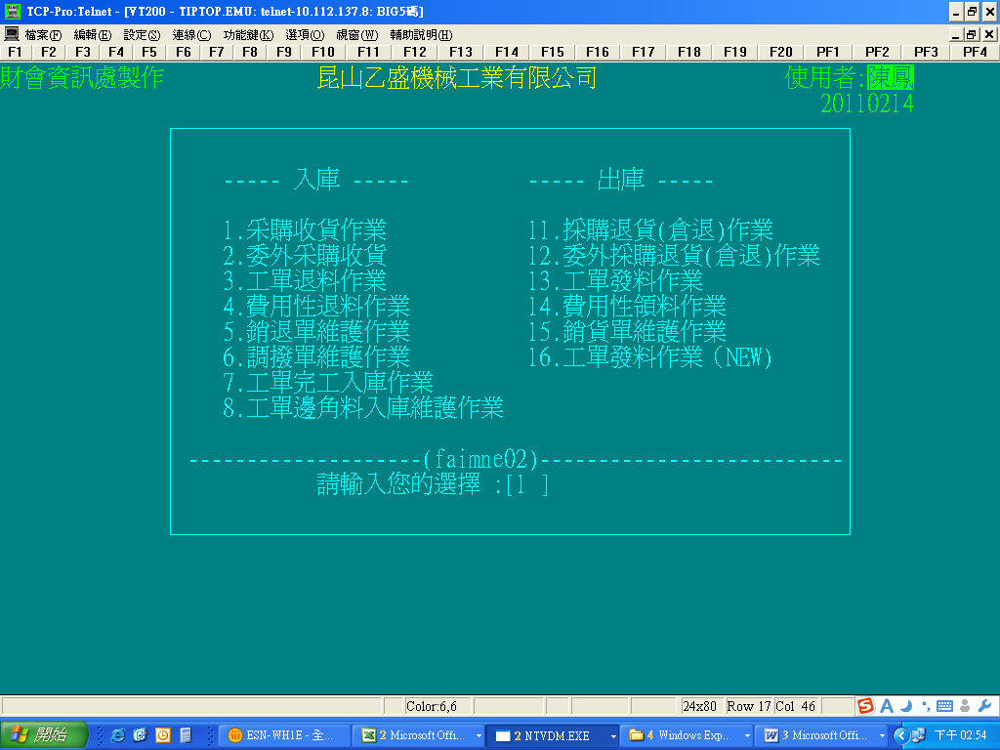 TCP-Pro:Telnet - [VT200 - TIPTOP.EMU: telnet-10.112.137.8: BIG5碼]
檔案(F) 編輯(E) 設定(S) 連線(C) 功能鍵(K) 選項(O) 視窗(W) 輔助說明(H)
F1 F2 F3 F4 F5 F6 F7 F8 F9 F10 F11 F12 F13 F14 F15 F16 F17 F18 F19 F20 PF1 PF2 PF3 PF4
財會資訊處製作 昆山乙盛機械工業有限公司 使用者:陳鳳
20110214
----- 入庫 ----- ----- 出庫 -----
1.采購收貨作業 11.採購退貨(倉退)作業
2.委外采購收貨 12.委外採購退貨(倉退)作業
3.工單退料作業 13.工單發料作業
4.費用性退料作業 14.費用性領料作業
5.銷退單維護作業 15.銷貨單維護作業
6.調撥單維護作業 16.工單發料作業（NEW)
7.工單完工入庫作業
8.工單邊角料入庫維護作業
--------------------(faimne02)--------------------------
請輸入您的選擇 :[1 ]
Color:6,6 24x80 Row 17 Col 46
開始 ESN-WH1E - 全... 2 Microsoft Offi... 2 NTVDM.EXE 4 Windows Exp... 3 Microsoft Offi... 下午 02:54